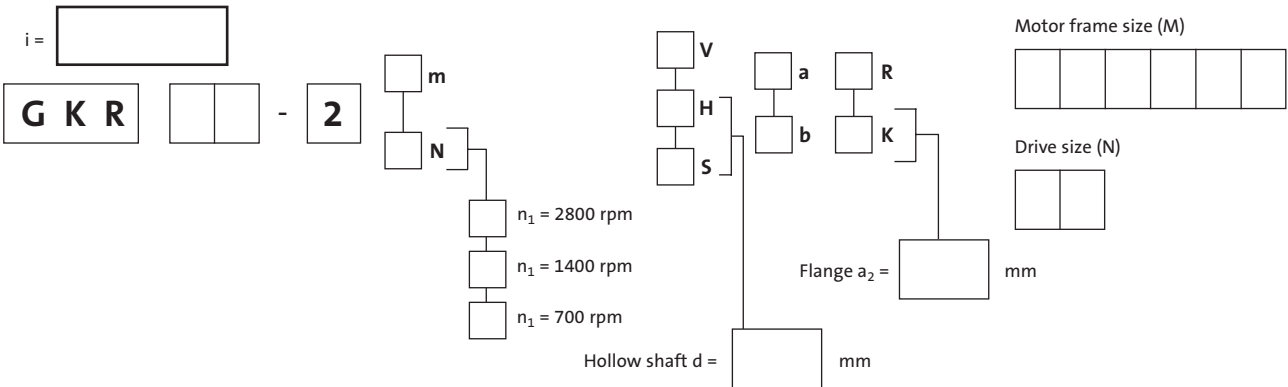 i =
G K R - 2
m
N
n₁ = 2800 rpm
n₁ = 1400 rpm
n₁ = 700 rpm
V
H
S
Hollow shaft d = mm
a
b
R
K
Flange a₂ = mm
Motor frame size (M)
Drive size (N)